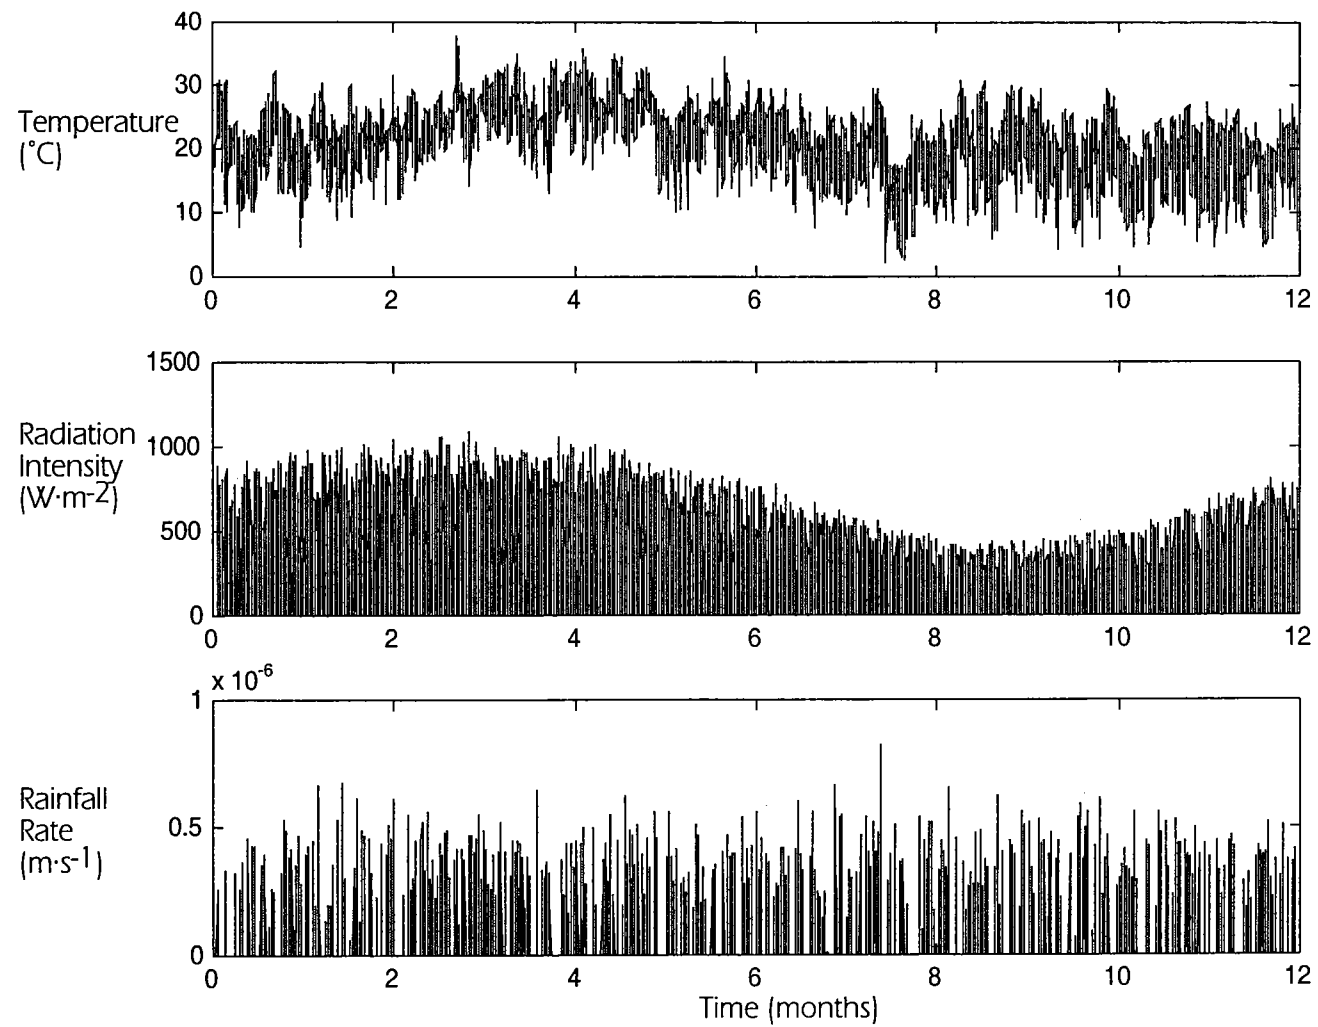 40
30
Temperature
20
(°C)
10
0
0 2 4 6 8 10 12
1500
Radiation 1000
Intensity
(W·m-2)
500
0
0 2 4 6 8 10 12
x 10-6
1
Rainfall
Rate 0.5
(m·s-1)
0
0 2 4 6 8 10 12
Time (months)